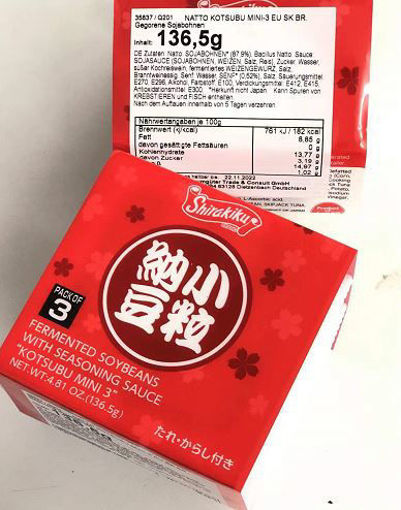 35837 / Q201 NATTO KOTSUBU MINI-3 EU SK BR.
Gegorene Sojabohnen
Inhalt: 136,5g
DE Zutaten: Natto SOJABOHNEN* (87,9%), Bacillus Natto, Sauce
SOJASAUCE (SOJABOHNEN, WEIZEN, Salz, Reis), Zucker, Wasser,
süßer Kochreiswein, fermentiertes WEIZENGEWÜRZ, Salz,
Branntweinessig, Senf: Wasser, SENF* (0,52%), Salz, Säuerungsmittel:
E270, E296, Alkohol, Farbstoff: E100, Verdickungsmittel: E412, E415,
Antioxidationsmittel: E300. *Herkunft nicht Japan. Kann Spuren von
KREBSTIEREN und FISCH enthalten.
Nach dem Auftauen innerhalb von 5 Tagen verzehren
Nährwertangaben je 100g
Brennwert (kj/kcal) 761 kJ / 182 kcal
Fett
davon gesättigte Fettsäuren 0 g
Kohlenhydrate 13,77 g
davon Zucker 3,19 g
14,97 g
1,02 g
22.11.2023
Trade & Consult GmbH
63128 Dietzenbach Deutschland
Shirakiku
小粒
納豆
PACK OF
3
FERMENTED SOYBEANS
WITH SEASONING SAUCE
"KOTSUBU MINI 3"
NET.WT:4.81 OZ.(136.5g)
たれ・からし付き